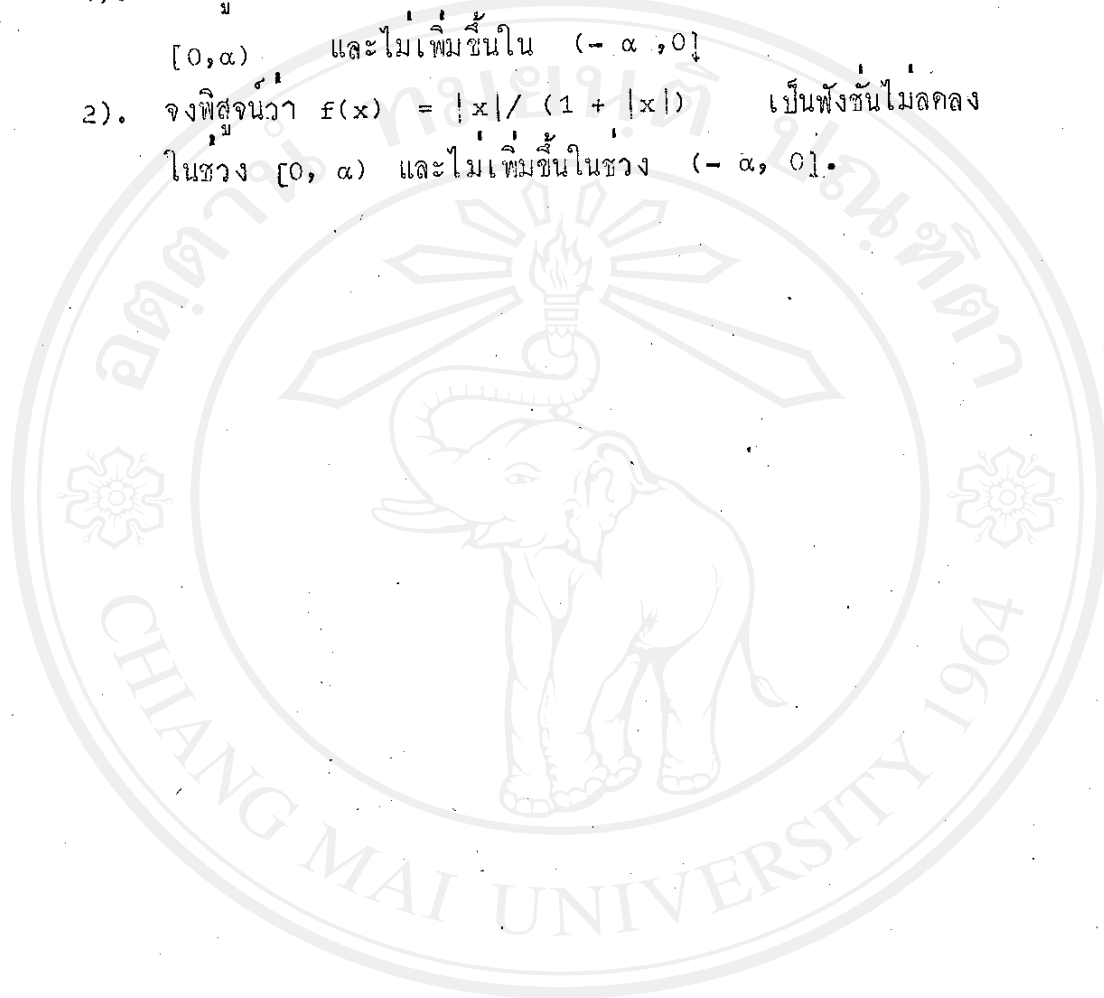 [0,α) และไม่เพิ่มขึ้นใน (- α ,0]
2). จงพิสูจน์ว่า f(x) = |x|/ (1 + |x|) เป็นฟังชั่นไม่ลดลง
ในช่วง [0, α) และไม่เพิ่มขึ้นในช่วง (- α, 0].
CHIANG MAI UNIVERSITY 1964